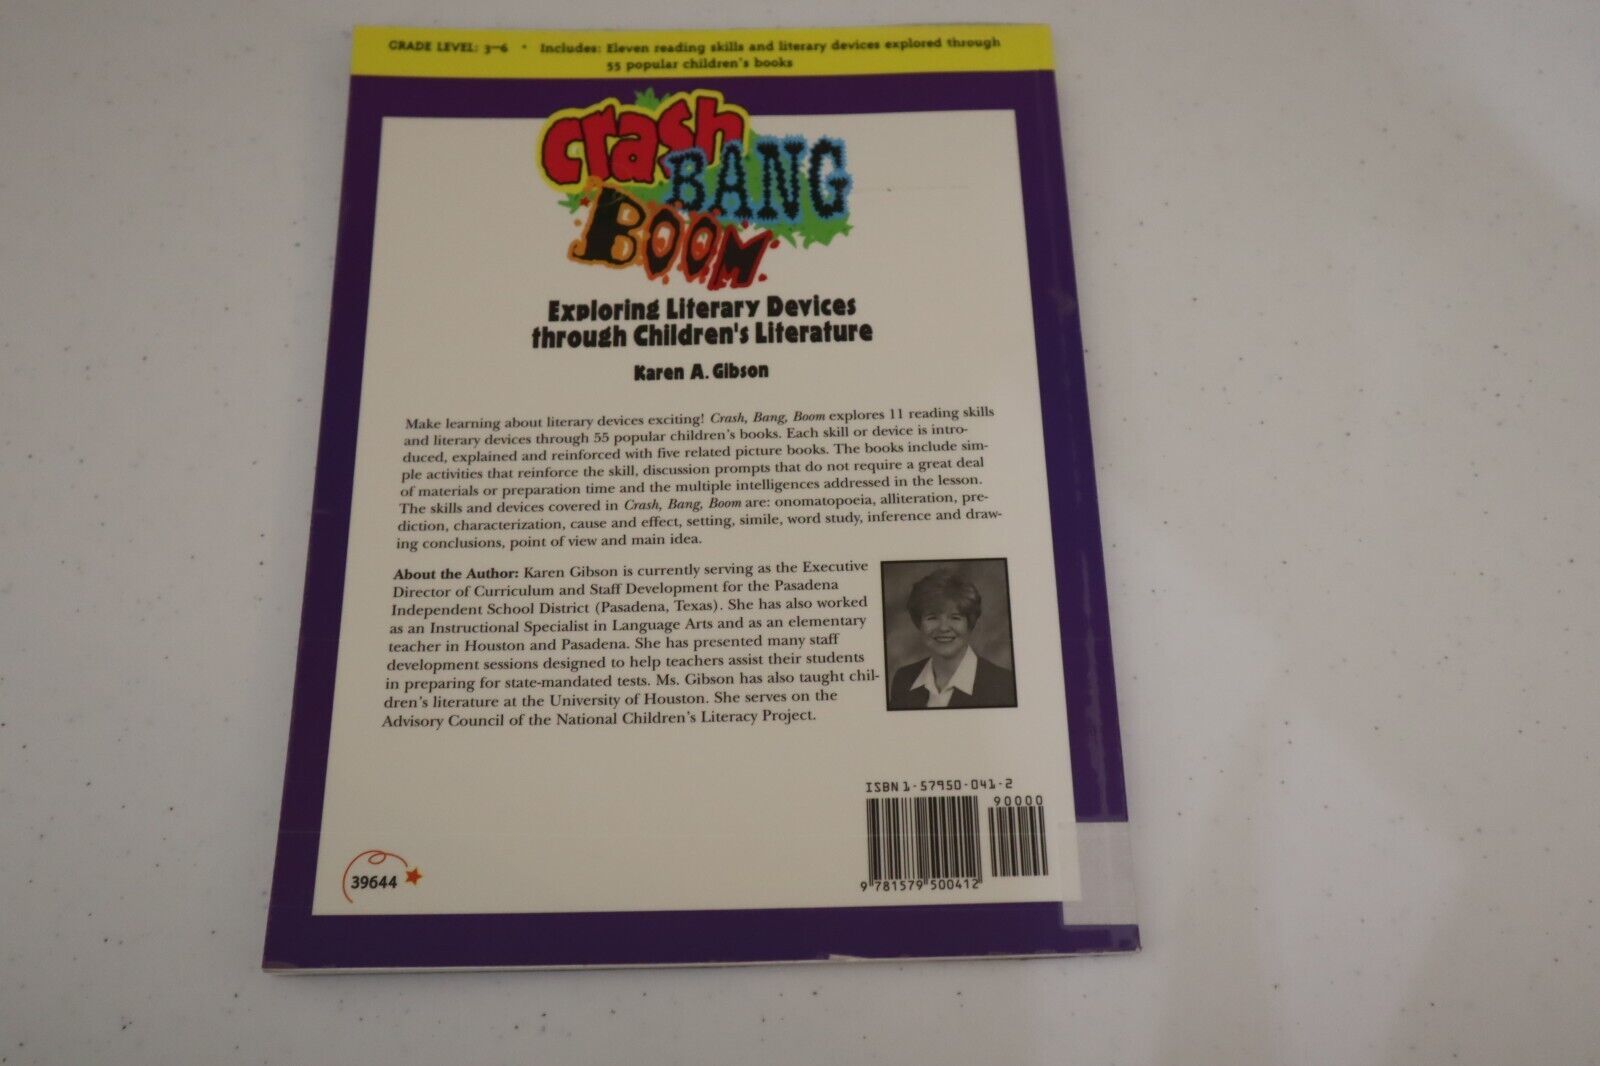 GRADE LEVEL: 3–6 • Includes: Eleven reading skills and literary devices explored through
55 popular children's books
Crash
BANG
BOOM
Exploring Literary Devices
through Children's Literature
Karen A. Gibson
Make learning about literary devices exciting! Crash, Bang, Boom explores 11 reading skills
and literary devices through 55 popular children's books. Each skill or device is intro-
duced, explained and reinforced with five related picture books. The books include sim-
ple activities that reinforce the skill, discussion prompts that do not require a great deal
of materials or preparation time and the multiple intelligences addressed in the lesson.
The skills and devices covered in Crash, Bang, Boom are: onomatopoeia, alliteration, pre-
diction, characterization, cause and effect, setting, simile, word study, inference and draw-
ing conclusions, point of view and main idea.
About the Author: Karen Gibson is currently serving as the Executive
Director of Curriculum and Staff Development for the Pasadena
Independent School District (Pasadena, Texas). She has also worked
as an Instructional Specialist in Language Arts and as an elementary
teacher in Houston and Pasadena. She has presented many staff
development sessions designed to help teachers assist their students
in preparing for state-mandated tests. Ms. Gibson has also taught chil-
dren's literature at the University of Houston. She serves on the
Advisory Council of the National Children's Literacy Project.
ISBN 1-57950-041-2
90000
9 781579 500412
39644